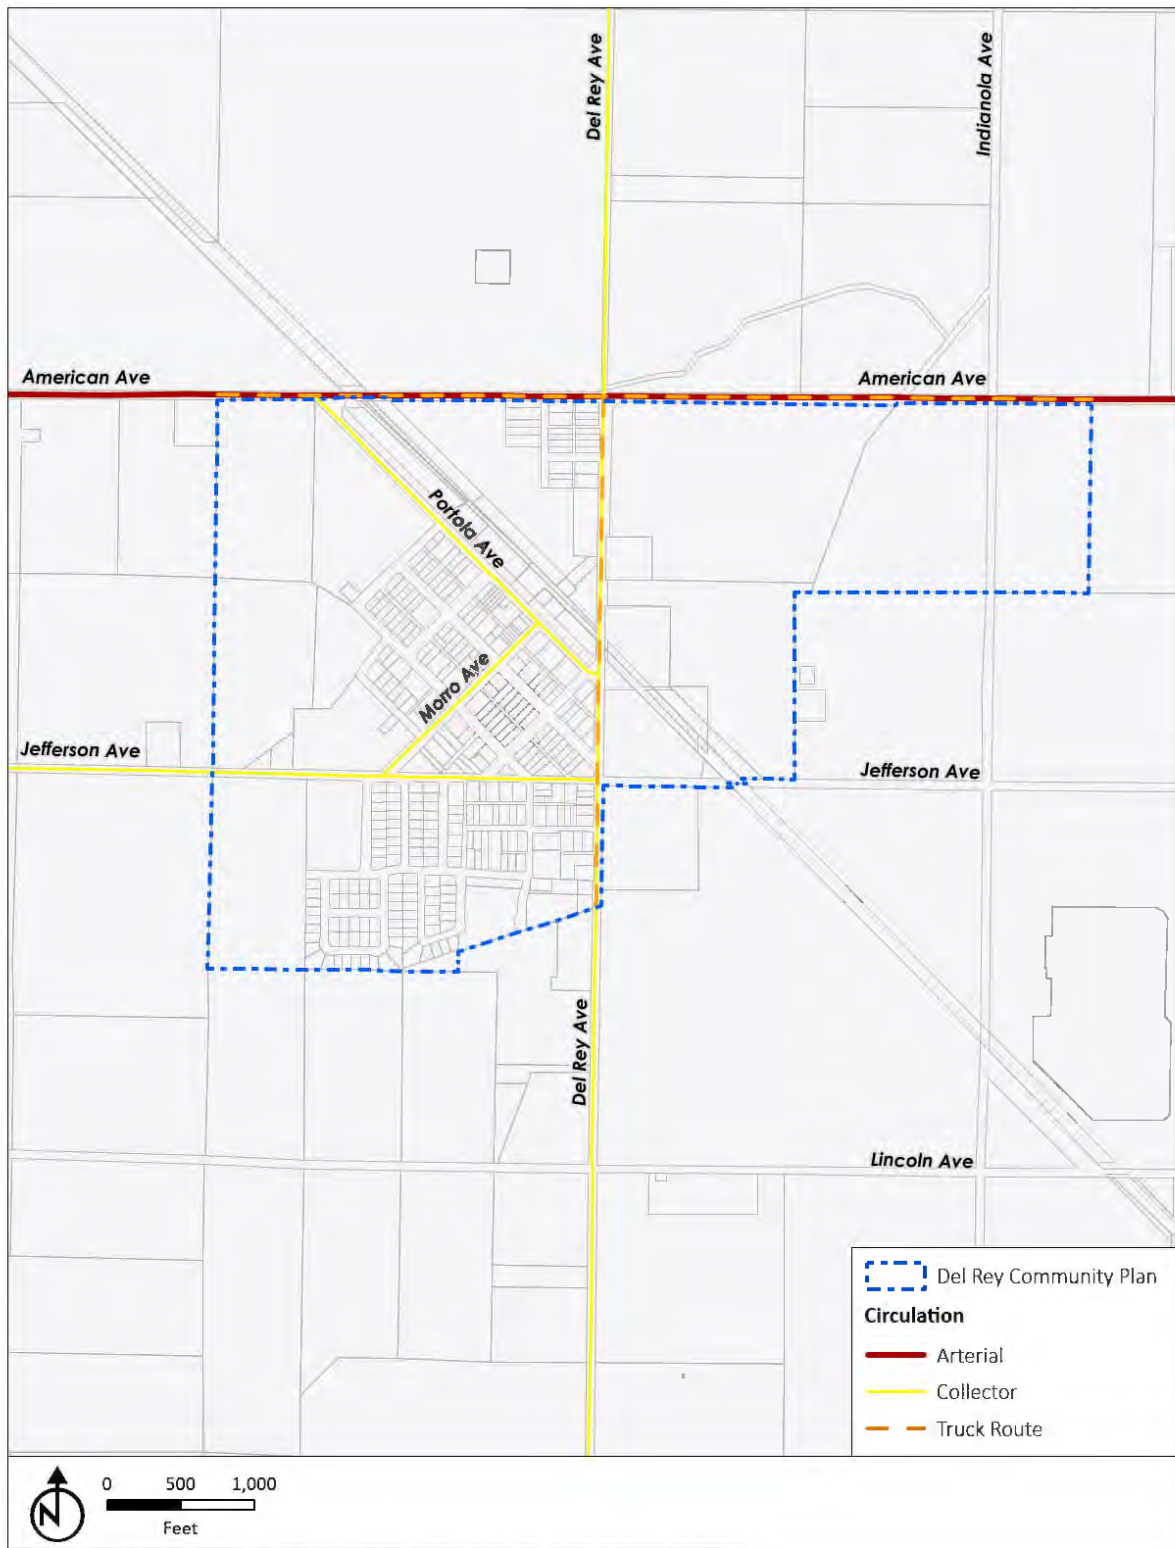 Del Rey Ave
Indianola Ave
American Ave
American Ave
Portola Ave
Morro Ave
Jefferson Ave
Jefferson Ave
Del Rey Ave
Lincoln Ave
Del Rey Community Plan
Circulation
Arterial
Collector
Truck Route
N
0 500 1,000
Feet